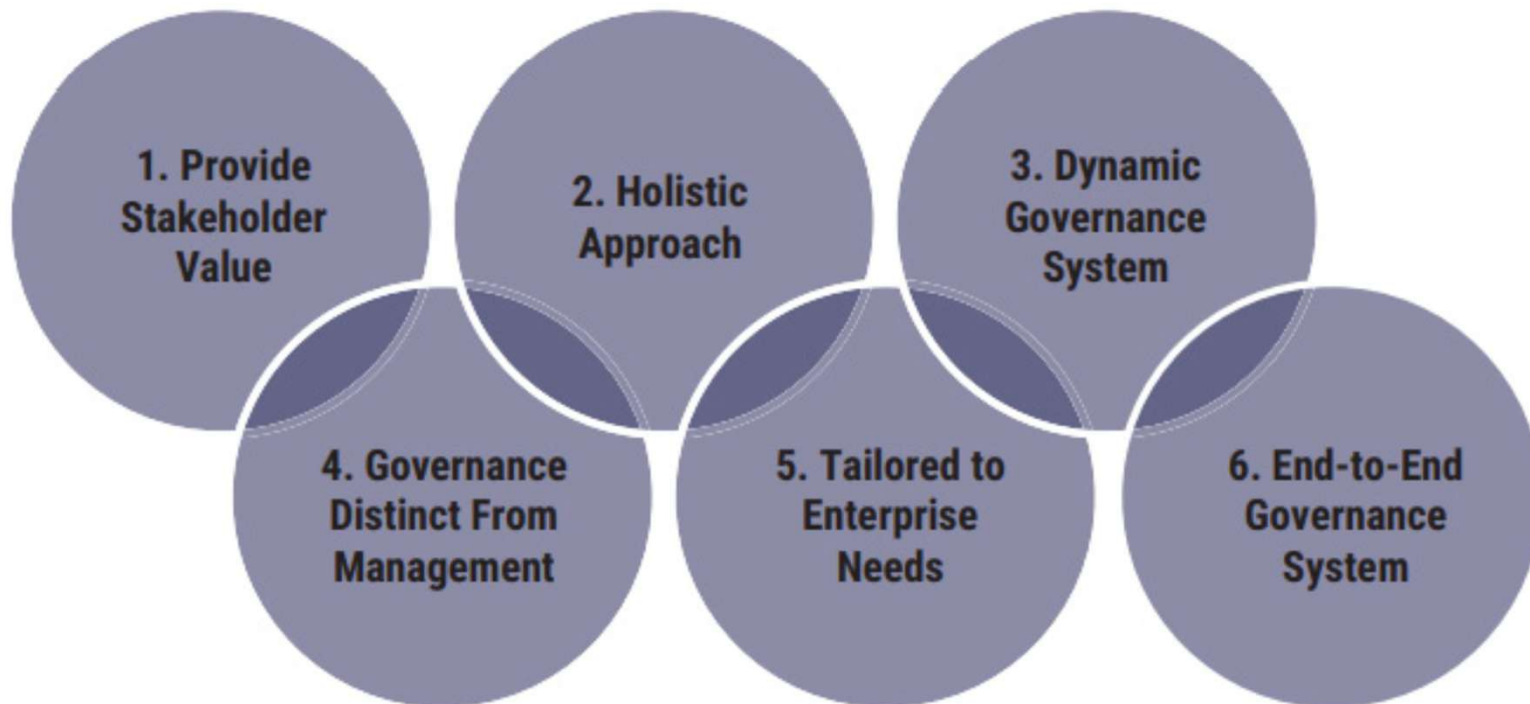 1. Provide
Stakeholder
Value
2. Holistic
Approach
3. Dynamic
Governance
System
4. Governance
Distinct From
Management
5. Tailored to
Enterprise
Needs
6. End-to-End
Governance
System